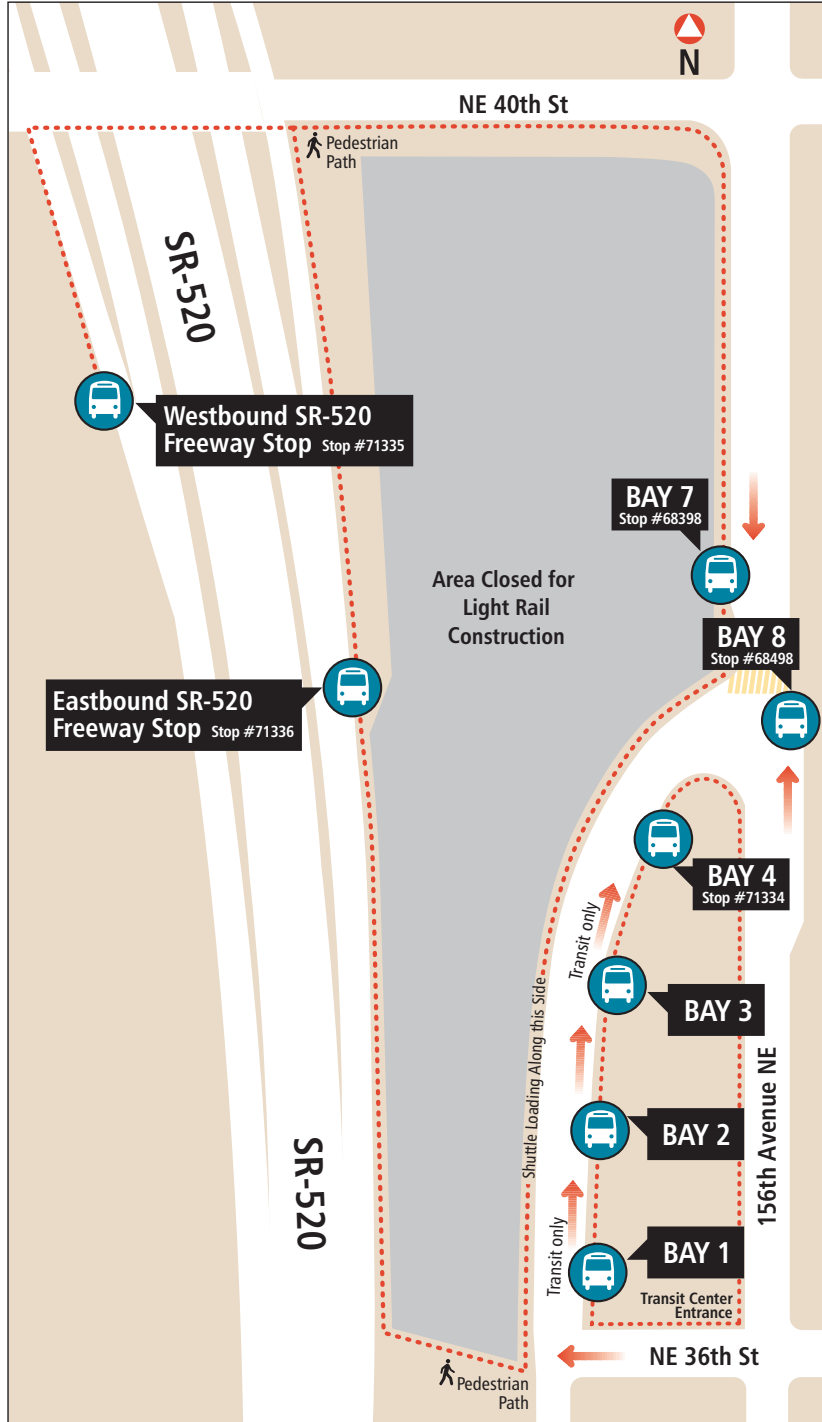 N
NE 40th St
Pedestrian
Path
SR-520
Westbound SR-520
Freeway Stop Stop #71335
BAY 7
Stop #68398
Area Closed for
Light Rail
Construction
BAY 8
Stop #68498
Eastbound SR-520
Freeway Stop Stop #71336
BAY 4
Stop #71334
Transit only
BAY 3
Shuttle Loading Along this Side
156th Avenue NE
BAY 2
SR-520
Transit only
BAY 1
Transit Center
Entrance
NE 36th St
Pedestrian
Path